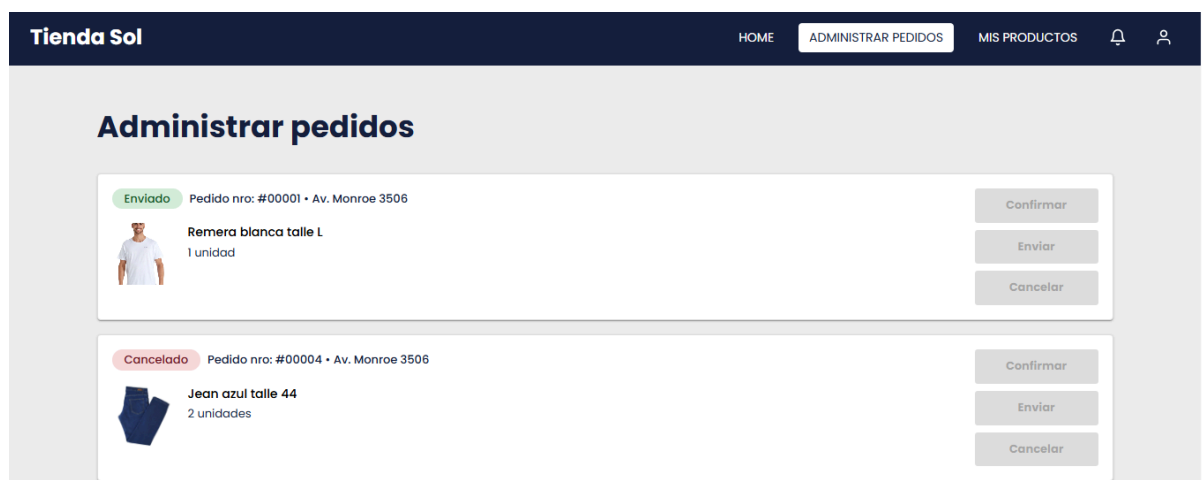 Tienda Sol
HOME ADMINISTRAR PEDIDOS MIS PRODUCTOS
Administrar pedidos
Enviado Pedido nro: #00001 • Av. Monroe 3506
Remera blanca talle L
1 unidad
Confirmar
Enviar
Cancelar
Cancelado Pedido nro: #00004 • Av. Monroe 3506
Jean azul talle 44
2 unidades
Confirmar
Enviar
Cancelar